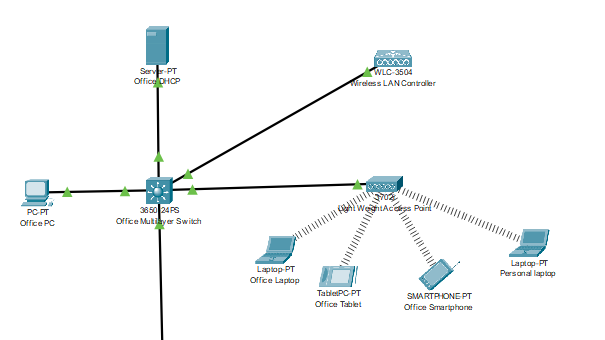 Server-PT
Office DHCP
WLC-3504
Wireless LAN Controller
PC-PT
Office PC
3650-24PS
Office Multilayer Switch
3702i
Light Weight Access Point
Laptop-PT
Office Laptop
TabletPC-PT
Office Tablet
SMARTPHONE-PT
Office Smartphone
Laptop-PT
Personal laptop